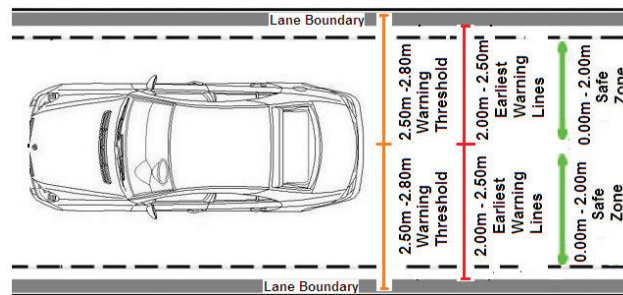 Lane Boundary
2.50m -2.80m
Warning
Threshold
2.00m - 2.50m
Earliest
Warning
Lines
0.00m - 2.00m
Safe
Zone
2.50m -2.80m
Warning
Threshold
2.00m - 2.50m
Earliest
Warning
Lines
0.00m - 2.00m
Safe
Zone
Lane Boundary